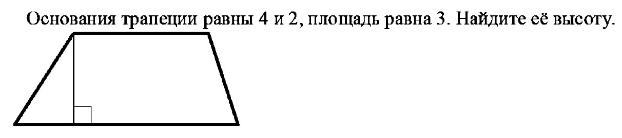 Основания трапеции равны 4 и 2, площадь равна 3. Найдите её высоту.